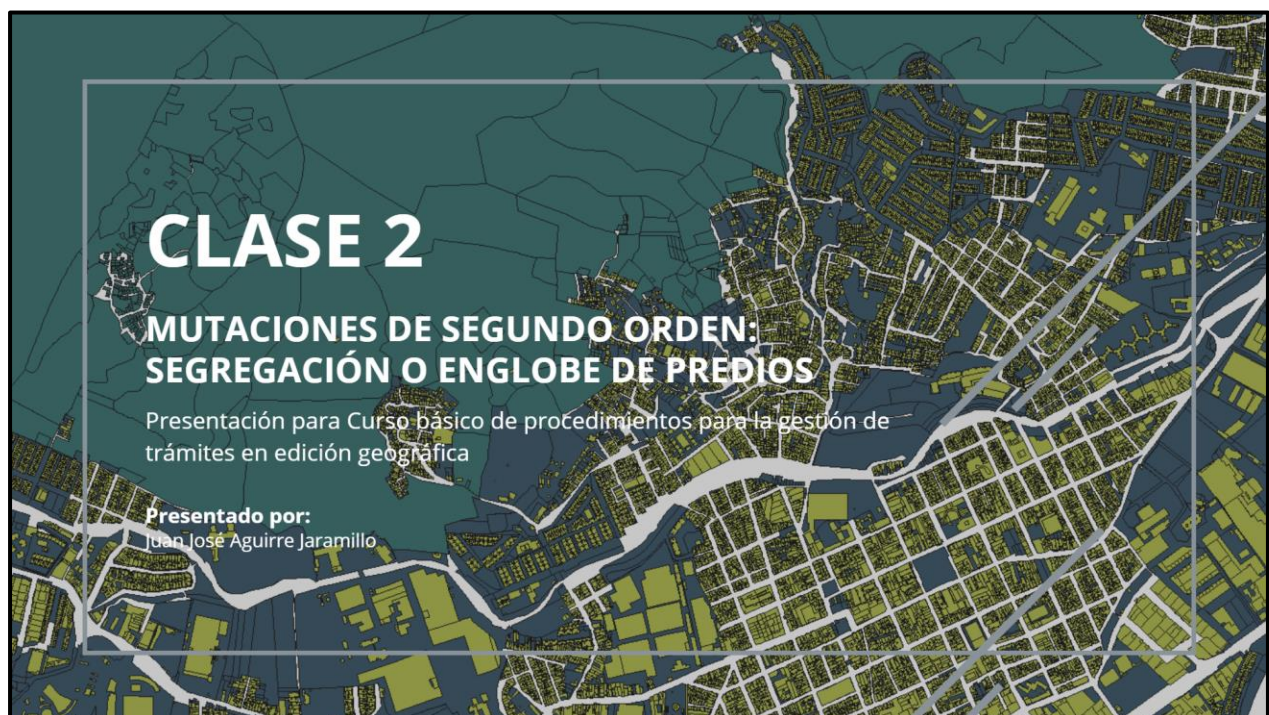 CLASE 2
MUTACIONES DE SEGUNDO ORDEN:
SEGREGACIÓN O ENGLOBE DE PREDIOS
Presentación para Curso básico de procedimientos para la gestión de
trámites en edición geográfica
Presentado por:
Juan José Aguirre Jaramillo